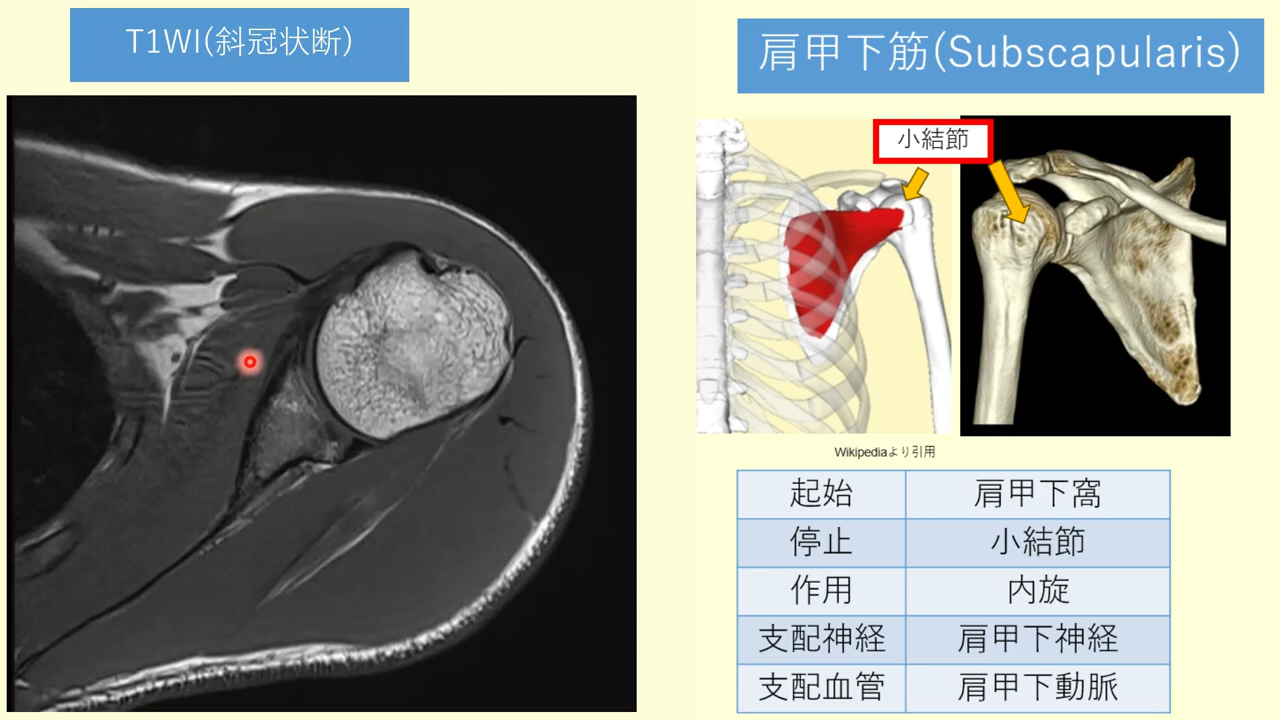 T1WI(斜冠状断)
肩甲下筋(Subscapularis)
小結節
Wikipediaより引用
起始 肩甲下窩
停止 小結節
作用 内旋
支配神経 肩甲下神経
支配血管 肩甲下動脈